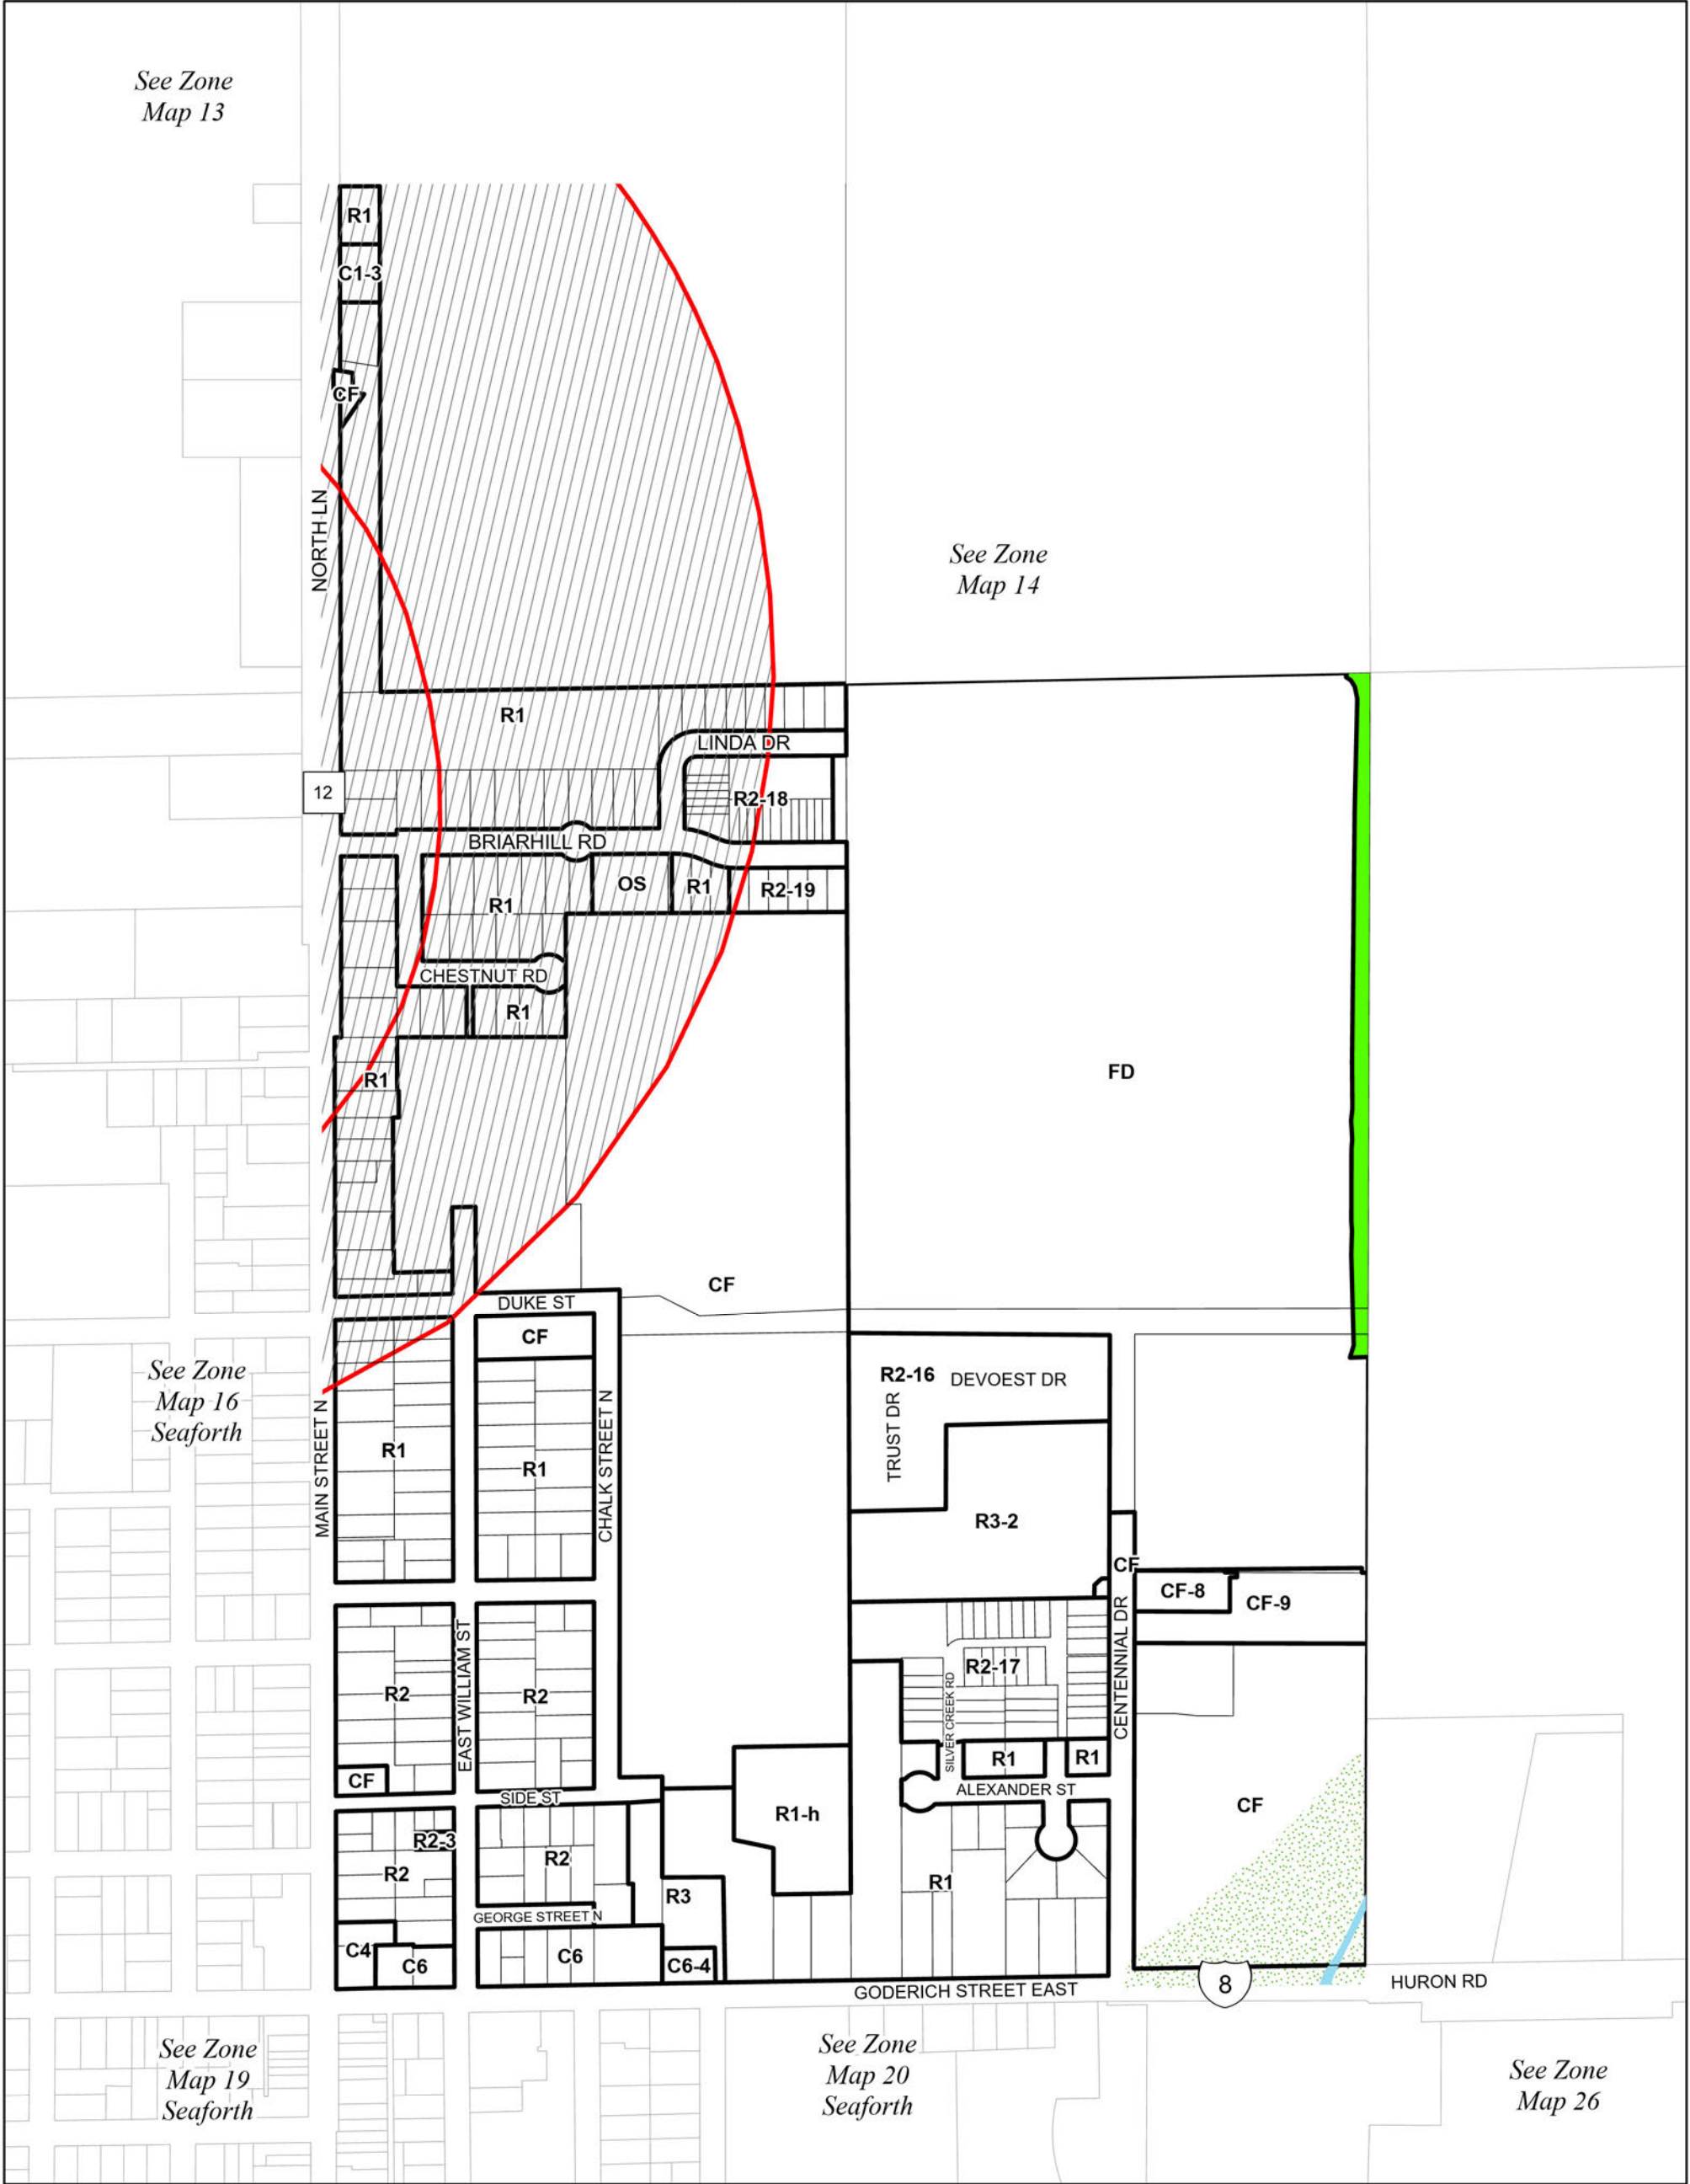 See Zone
Map 13
R1
C1-3
CF
NORTH LN
See Zone
Map 14
R1
LINDA DR
12
R2-18
BRIARHILL RD
OS
R1
R2-19
R1
CHESTNUT RD
R1
FD
R1
CF
DUKE ST
CF
See Zone
Map 16
Seaforth
R2-16
DEVOEST DR
TRUST DR
MAIN STREET N
R1
R1
CHALK STREET N
R3-2
CF
CF-8
CF-9
EAST WILLIAM ST
R2
R2
R2-17
SILVER CREEK RD
CENTENNIAL DR
R1
R1
CF
SIDE ST
ALEXANDER ST
R1-h
CF
R2-3
R2
R2
R1
R3
GEORGE STREET N
C4
C6
C6
C6-4
GODERICH STREET EAST
8
HURON RD
See Zone
Map 19
Seaforth
See Zone
Map 20
Seaforth
See Zone
Map 26